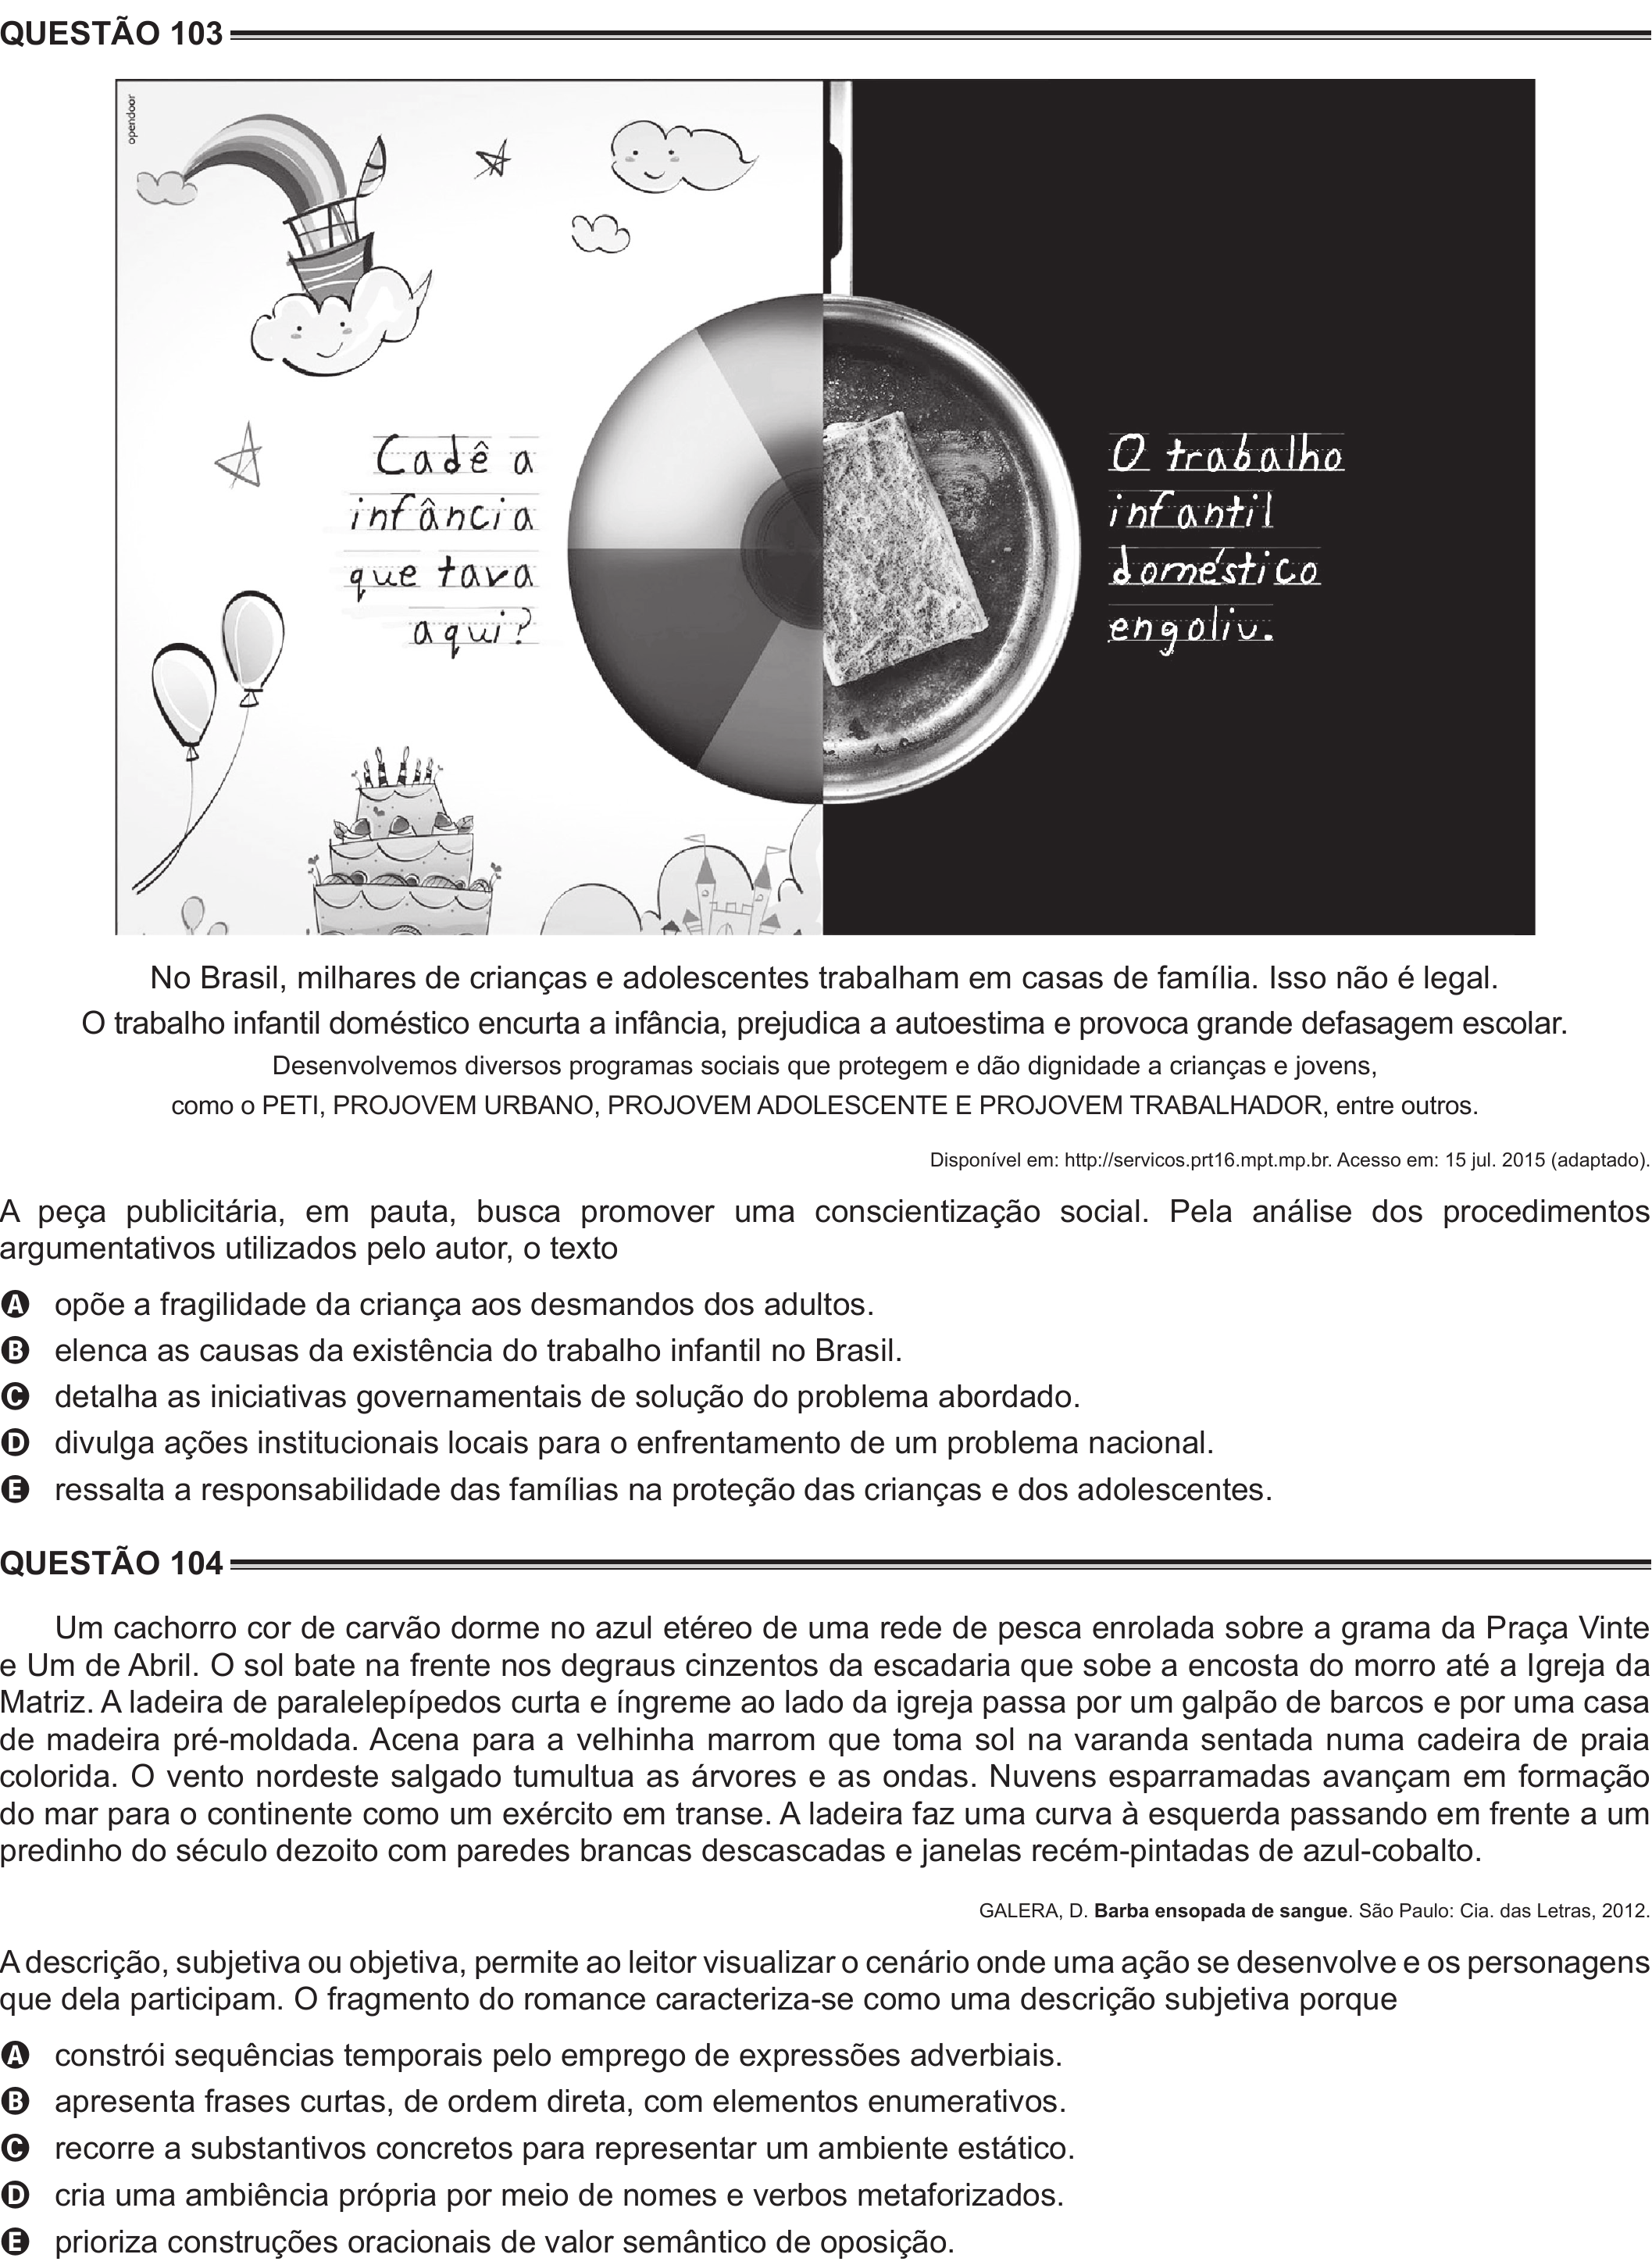 QUESTÃO 103
opendoor
Cadê a
infância
que tava
aqui?
O trabalho
infantil
doméstico
engoliu.
No Brasil, milhares de crianças e adolescentes trabalham em casas de família. Isso não é legal.
O trabalho infantil doméstico encurta a infância, prejudica a autoestima e provoca grande defasagem escolar.
Desenvolvemos diversos programas sociais que protegem e dão dignidade a crianças e jovens,
como o PETI, PROJOVEM URBANO, PROJOVEM ADOLESCENTE E PROJOVEM TRABALHADOR, entre outros.
Disponível em: http://servicos.prt16.mpt.mp.br. Acesso em: 15 jul. 2015 (adaptado).
A peça publicitária, em pauta, busca promover uma conscientização social. Pela análise dos procedimentos
argumentativos utilizados pelo autor, o texto
A opõe a fragilidade da criança aos desmandos dos adultos.
B elenca as causas da existência do trabalho infantil no Brasil.
C detalha as iniciativas governamentais de solução do problema abordado.
D divulga ações institucionais locais para o enfrentamento de um problema nacional.
E ressalta a responsabilidade das famílias na proteção das crianças e dos adolescentes.
QUESTÃO 104
Um cachorro cor de carvão dorme no azul etéreo de uma rede de pesca enrolada sobre a grama da Praça Vinte
e Um de Abril. O sol bate na frente nos degraus cinzentos da escadaria que sobe a encosta do morro até a Igreja da
Matriz. A ladeira de paralelepípedos curta e íngreme ao lado da igreja passa por um galpão de barcos e por uma casa
de madeira pré-moldada. Acena para a velhinha marrom que toma sol na varanda sentada numa cadeira de praia
colorida. O vento nordeste salgado tumultua as árvores e as ondas. Nuvens esparramadas avançam em formação
do mar para o continente como um exército em transe. A ladeira faz uma curva à esquerda passando em frente a um
predinho do século dezoito com paredes brancas descascadas e janelas recém-pintadas de azul-cobalto.
GALERA, D. Barba ensopada de sangue. São Paulo: Cia. das Letras, 2012.
A descrição, subjetiva ou objetiva, permite ao leitor visualizar o cenário onde uma ação se desenvolve e os personagens
que dela participam. O fragmento do romance caracteriza-se como uma descrição subjetiva porque
A constrói sequências temporais pelo emprego de expressões adverbiais.
B apresenta frases curtas, de ordem direta, com elementos enumerativos.
C recorre a substantivos concretos para representar um ambiente estático.
D cria uma ambiência própria por meio de nomes e verbos metaforizados.
E prioriza construções oracionais de valor semântico de oposição.